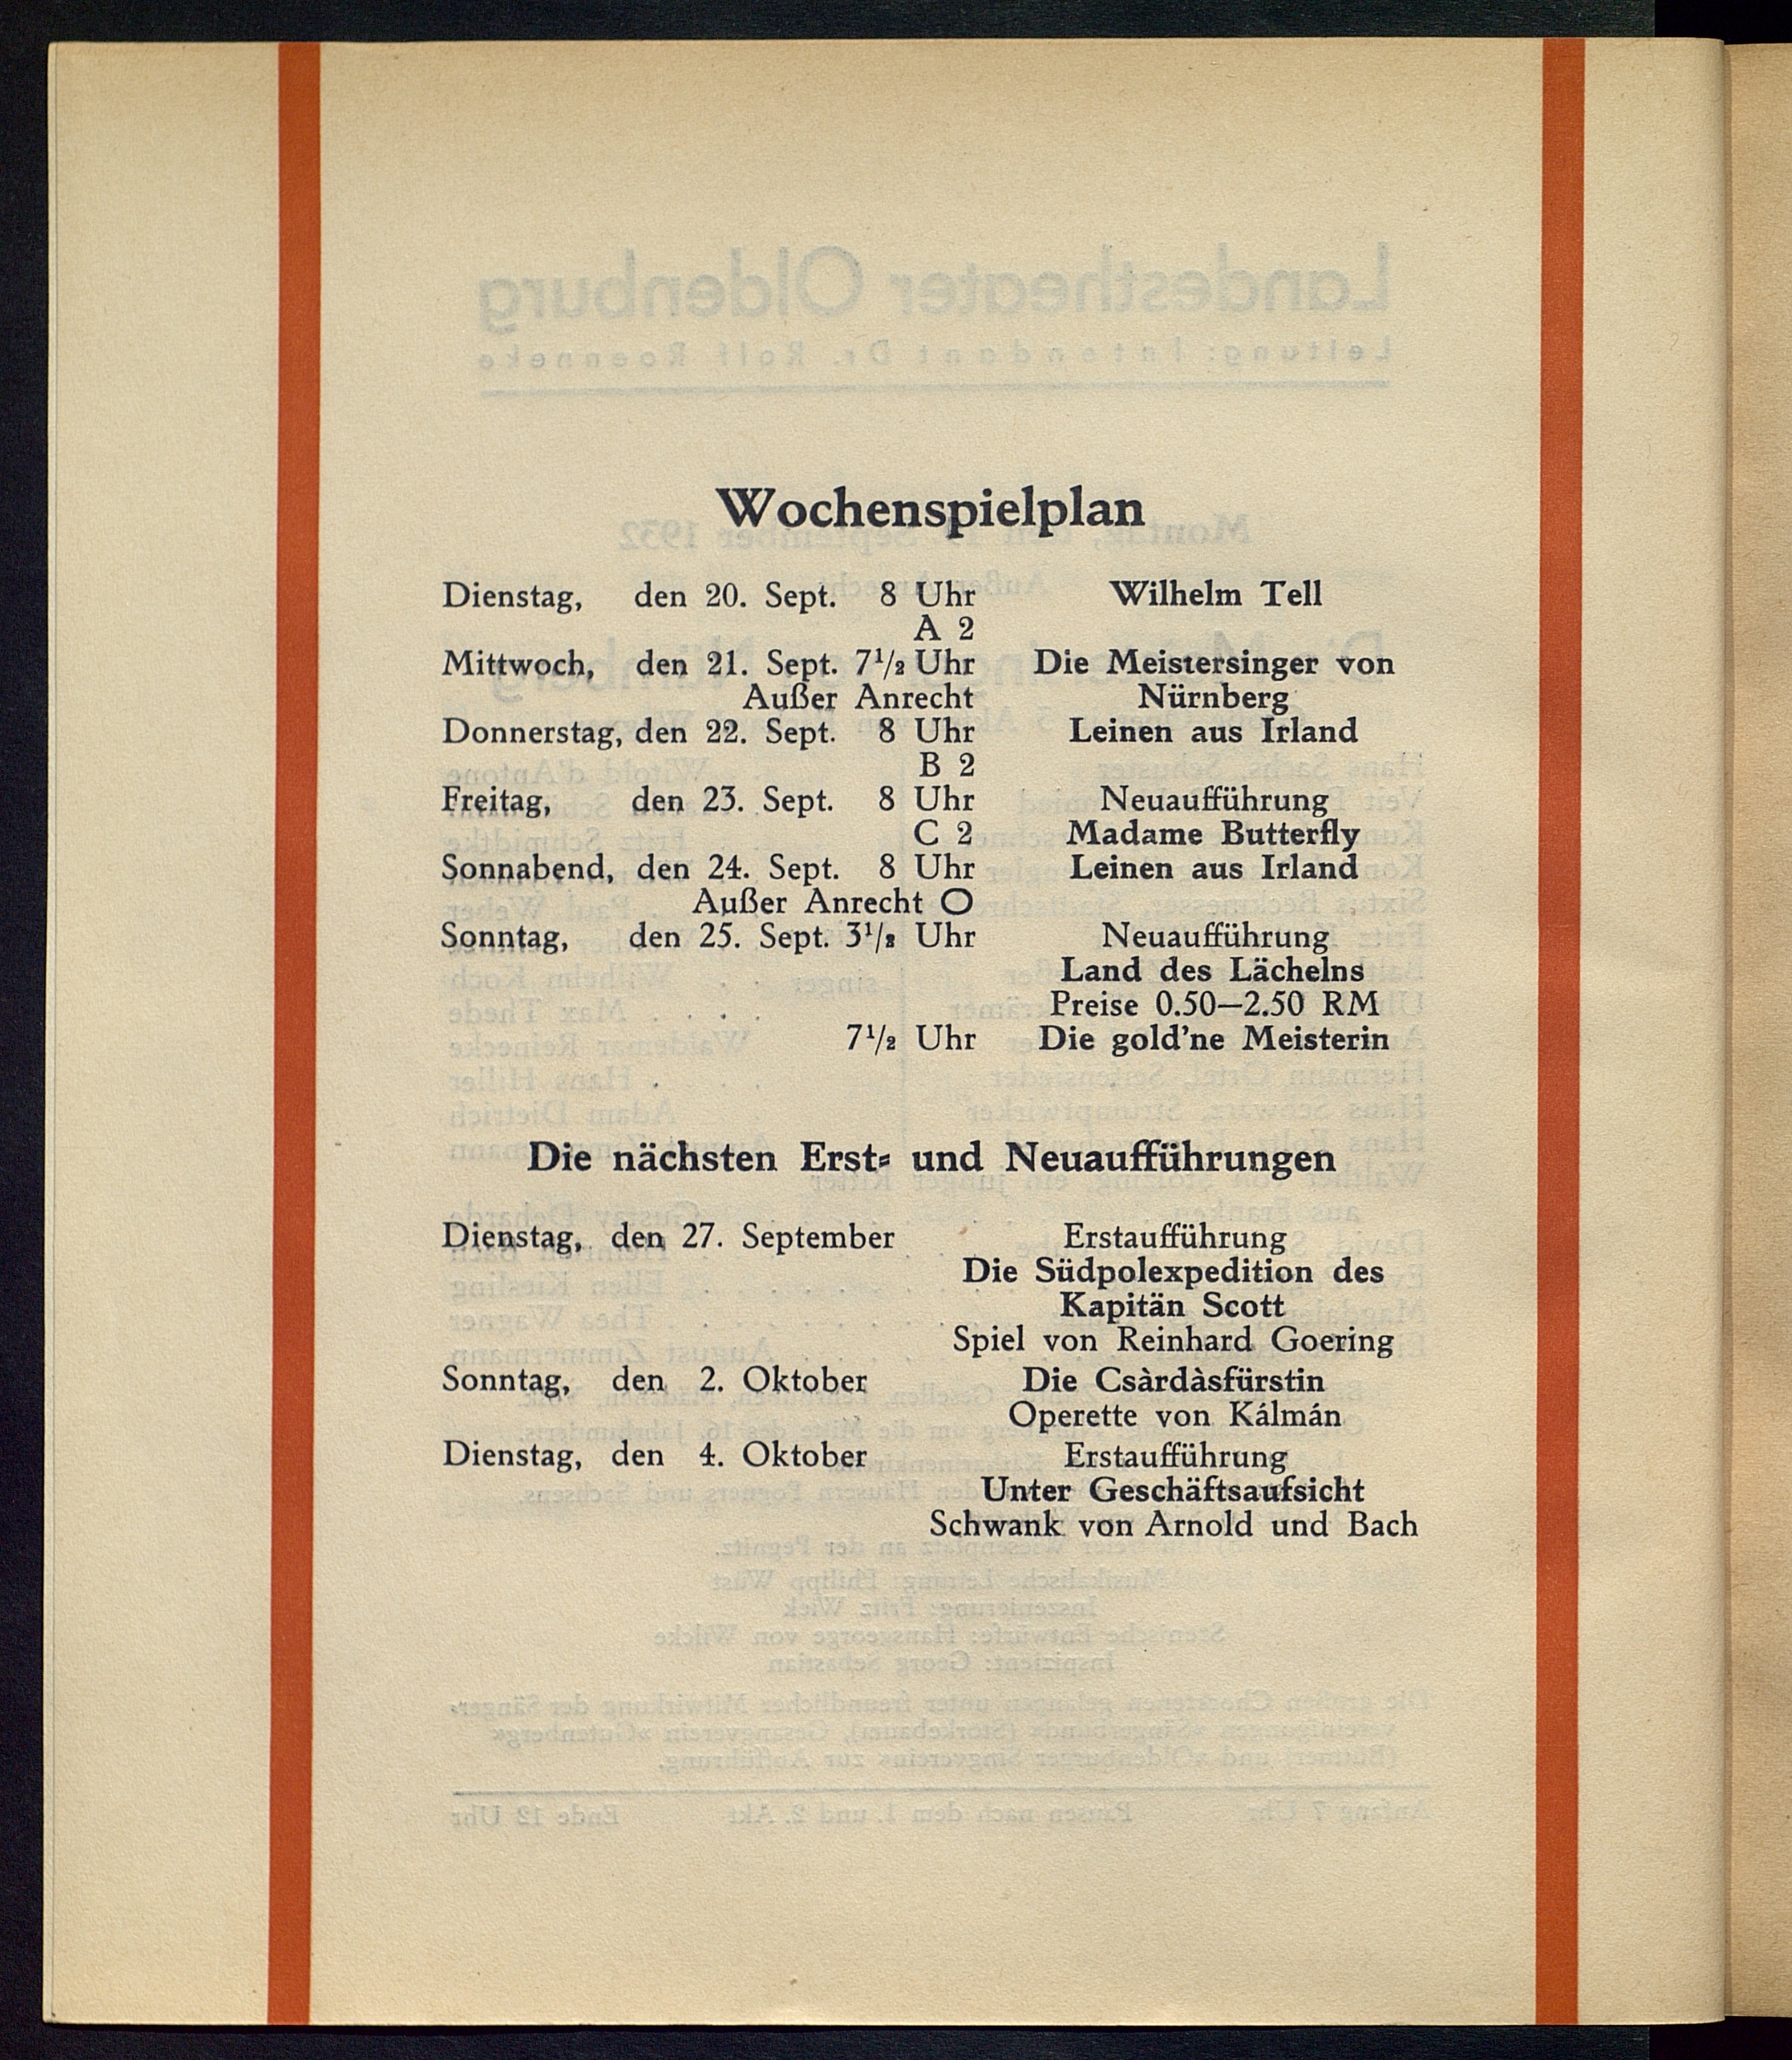 Wochenspielplan
Dienstag, den 20. Sept. 8 Uhr Wilhelm Tell
A 2
Mittwoch, den 21. Sept. 7¹/₂ Uhr Die Meistersinger von
Außer Anrecht Nürnberg
Donnerstag, den 22. Sept. 8 Uhr Leinen aus Irland
B 2
Freitag, den 23. Sept. 8 Uhr Neuaufführung
C 2 Madame Butterfly
Sonnabend, den 24. Sept. 8 Uhr Leinen aus Irland
Außer Anrecht O
Sonntag, den 25. Sept. 3¹/₂ Uhr Neuaufführung
Land des Lächelns
Preise 0.50—2.50 RM
7¹/₂ Uhr Die gold'ne Meisterin
Die nächsten Erst- und Neuaufführungen
Dienstag, den 27. September Erstaufführung
Die Südpolexpedition des
Kapitän Scott
Spiel von Reinhard Goering
Sonntag, den 2. Oktober Die Csàrdàsfürstin
Operette von Kálmán
Dienstag, den 4. Oktober Erstaufführung
Unter Geschäftsaufsicht
Schwank von Arnold und Bach